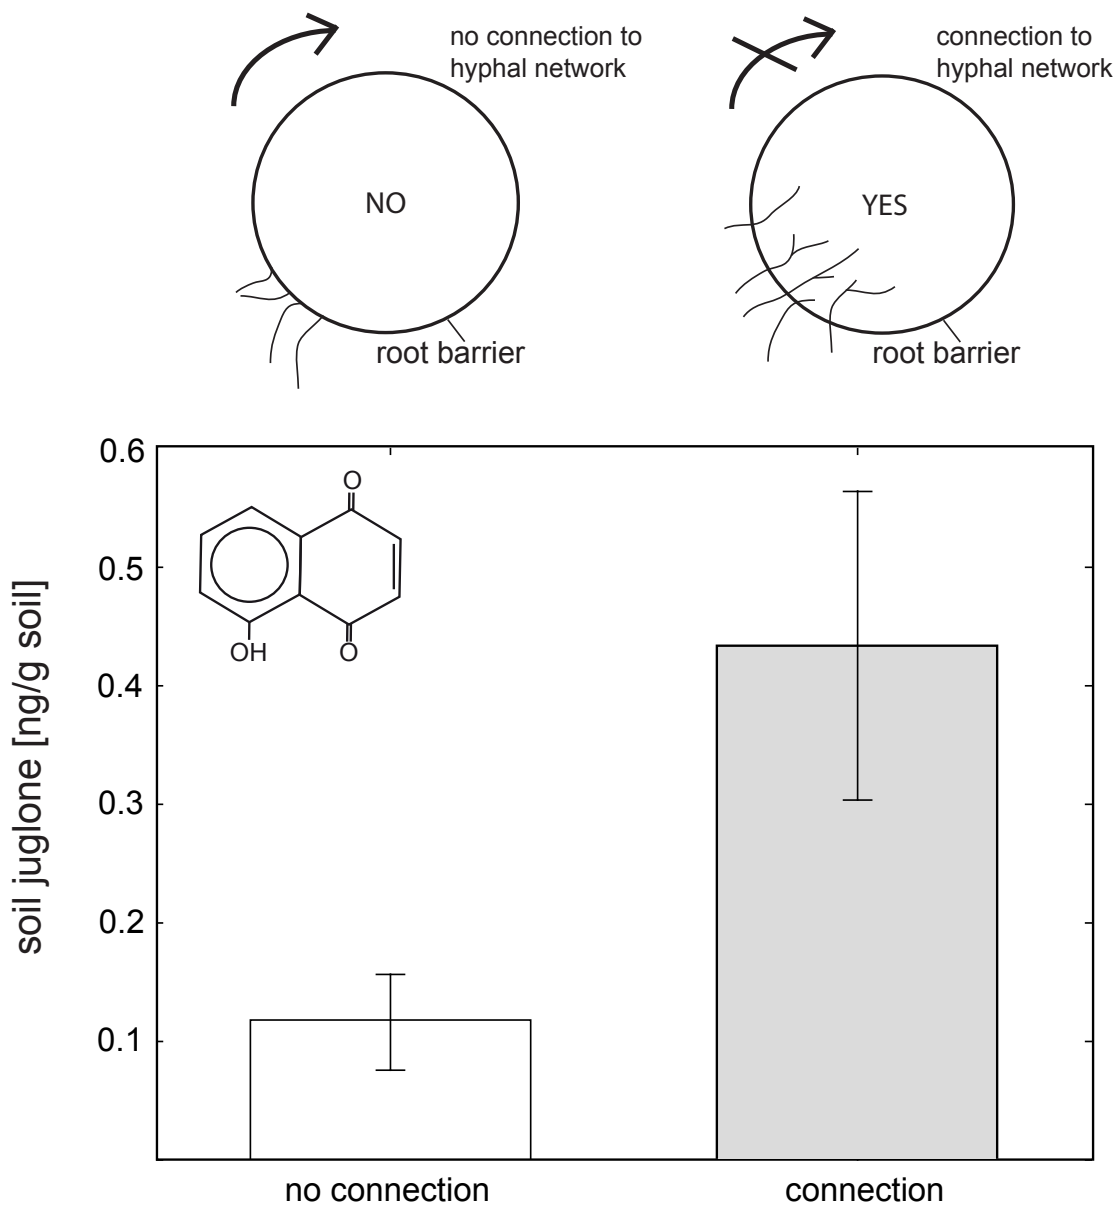 no connection to
hyphal network
connection to
hyphal network
NO
YES
root barrier
root barrier
0.6
0.5
0.4
0.3
0.2
0.1
soil juglone [ng/g soil]
O
OH
O
no connection
connection